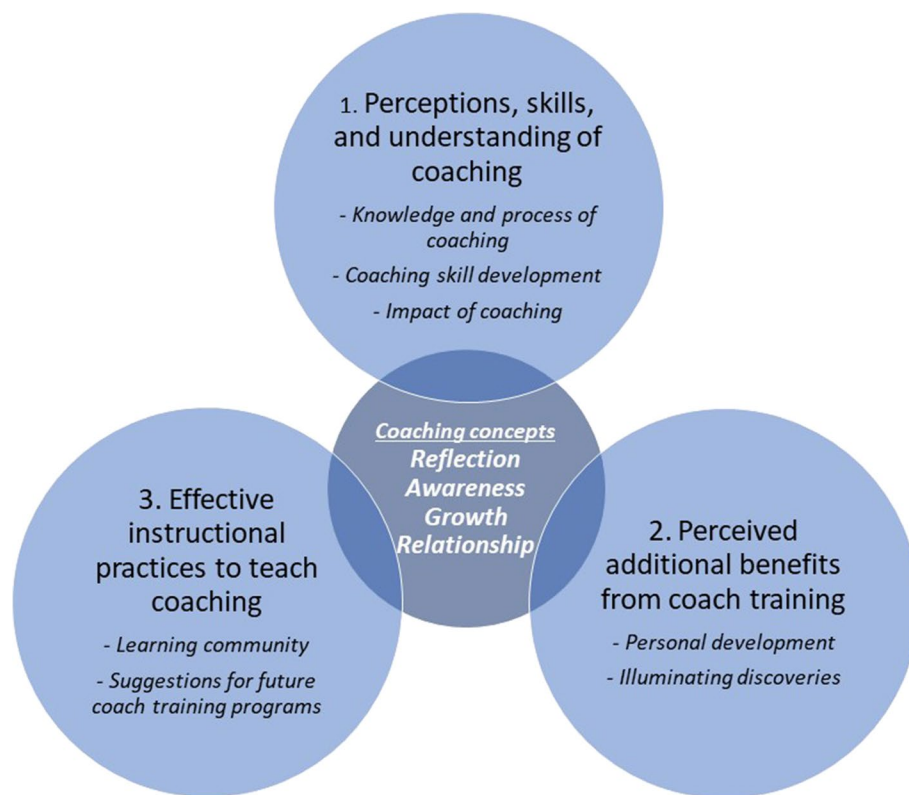 1. Perceptions, skills,
and understanding of
coaching
- Knowledge and process of
coaching
- Coaching skill development
- Impact of coaching
Coaching concepts
Reflection
Awareness
Growth
Relationship
3. Effective
instructional
practices to teach
coaching
- Learning community
- Suggestions for future
coach training programs
2. Perceived
additional benefits
from coach training
- Personal development
- Illuminating discoveries